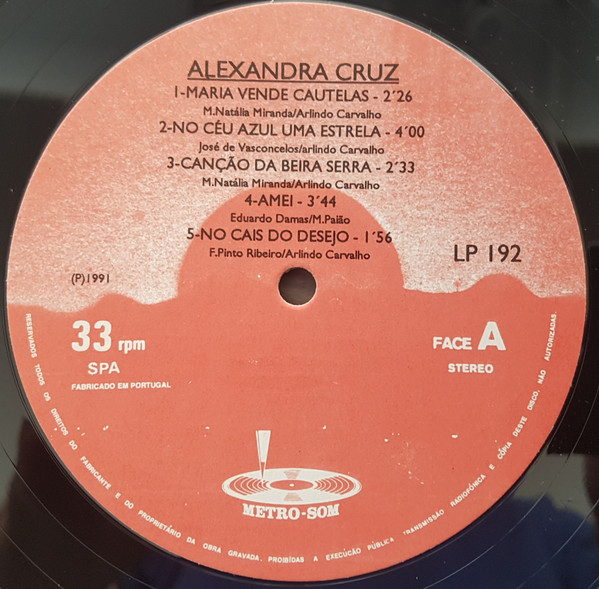 ALEXANDRA CRUZ
1-MARIA VENDE CAUTELAS - 2´26
M.Natália Miranda/Arlindo Carvalho
2-NO CÉU AZUL UMA ESTRELA - 4´00
José de Vasconcelos/arlindo Carvalho
3-CANÇÃO DA BEIRA SERRA - 2´33
M.Natália Miranda/Arlindo Carvalho
4-AMEI - 3´44
Eduardo Damas/M.Paião
5-NO CAIS DO DESEJO - 1´56
F.Pinto Ribeiro/Arlindo Carvalho
LP 192
(P)1991
33 rpm
SPA
FABRICADO EM PORTUGAL
FACE A
STEREO
METRO-SOM
RESERVADOS TODOS OS DIREITOS DO FABRICANTE E DO PROPRIETÁRIO DA OBRA GRAVADA. PROIBIDAS A EXECUÇÃO PÚBLICA TRANSMISSÃO RADIOFÓNICA E CÓPIA DESTE DISCO, NÃO AUTORIZADAS.